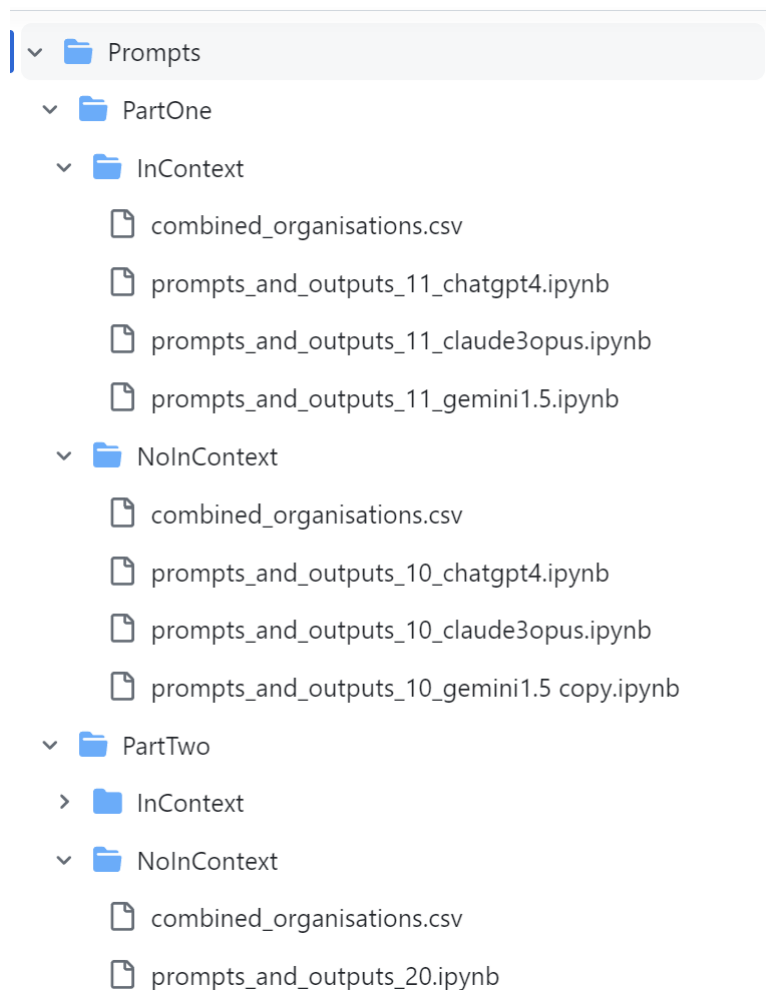 Prompts
PartOne
InContext
combined_organisations.csv
prompts_and_outputs_11_chatgpt4.ipynb
prompts_and_outputs_11_claude3opus.ipynb
prompts_and_outputs_11_gemini1.5.ipynb
NoInContext
combined_organisations.csv
prompts_and_outputs_10_chatgpt4.ipynb
prompts_and_outputs_10_claude3opus.ipynb
prompts_and_outputs_10_gemini1.5 copy.ipynb
PartTwo
InContext
NoInContext
combined_organisations.csv
prompts_and_outputs_20.ipynb